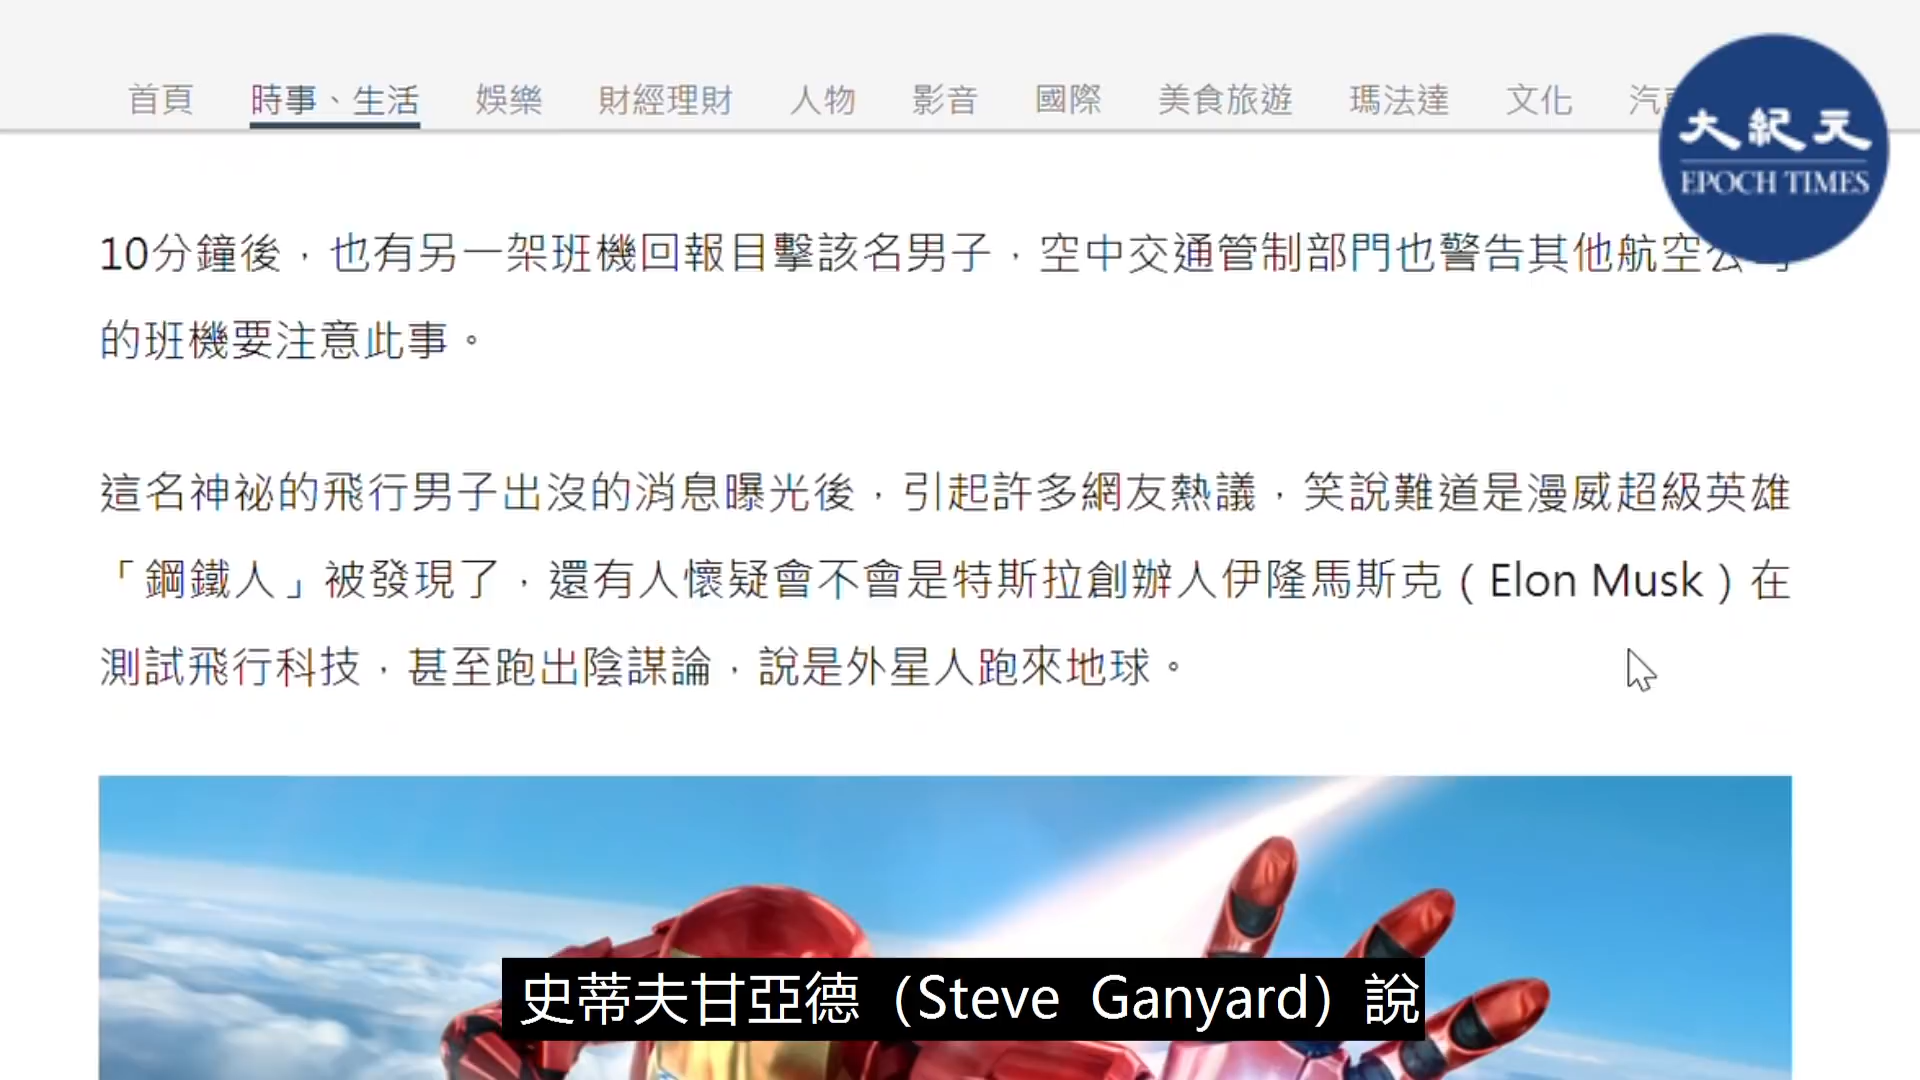 首頁 時事、生活 娛樂 財經理財 人物 影音 國際 美食旅遊 瑪法達 文化 汽
大紀元
EPOCH TIMES
10分鐘後，也有另一架班機回報目擊該名男子，空中交通管制部門也警告其他航空公司
的班機要注意此事。
這名神祕的飛行男子出沒的消息曝光後，引起許多網友熱議，笑說難道是漫威超級英雄
「鋼鐵人」被發現了，還有人懷疑會不會是特斯拉創辦人伊隆馬斯克（Elon Musk）在
測試飛行科技，甚至跑出陰謀論，說是外星人跑來地球。
史蒂夫甘亞德（Steve Ganyard）說